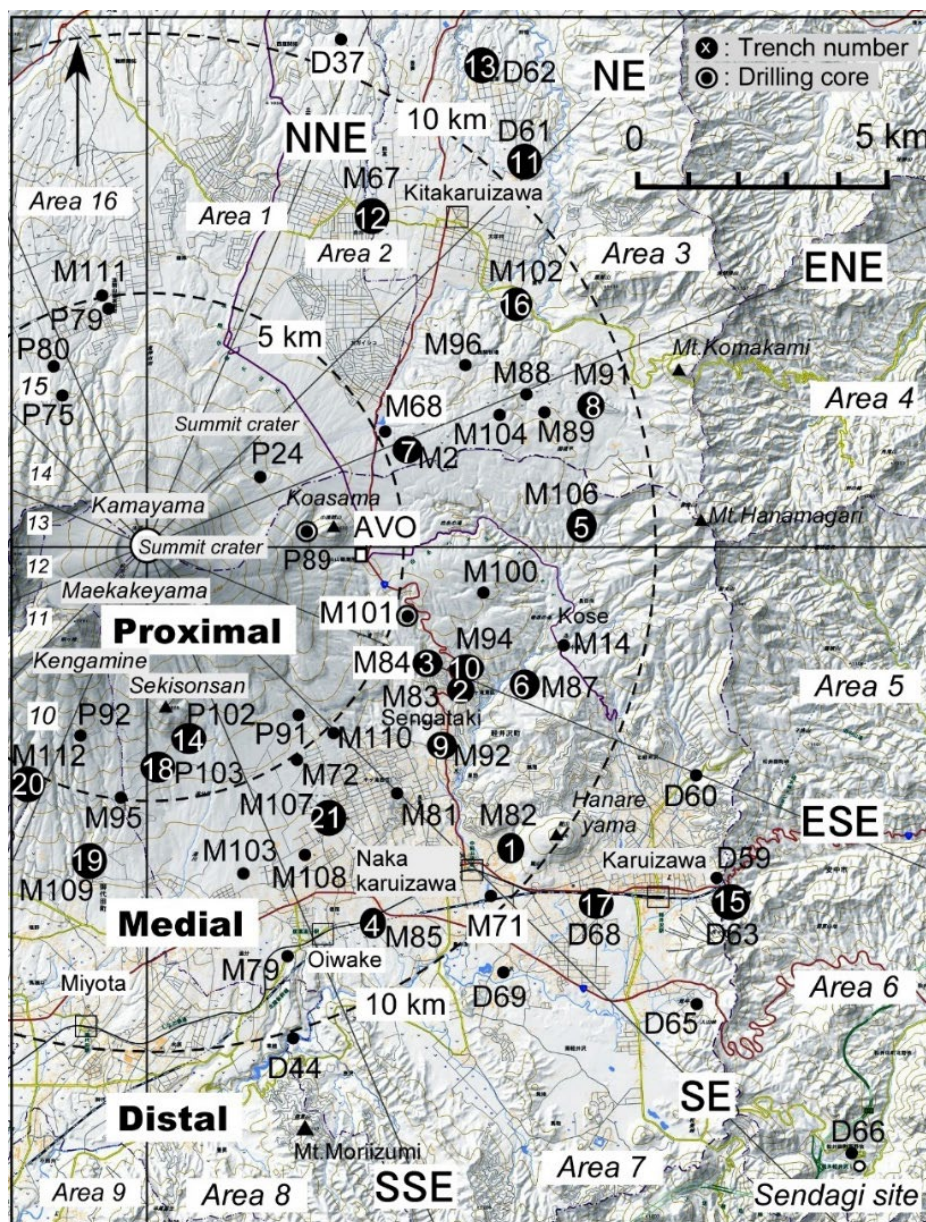 D37
13
D62
NE
x : Trench number
: Drilling core
NNE
10 km
D61
11
0
5 km
M67
Kitakaruizawa
Area 16
Area 1
12
Area 2
Area 3
M102
ENE
M111
16
P79
5 km
P80
M96
Mt.Komakami
15
M88
M91
Area 4
P75
Summit crater
M68
8
M104
M89
P24
7
M2
14
Kamayama
Koasama
M106
13
AVO
5
Mt.Hanamagari
Summit crater
P89
12
Maekakeyama
M100
11
M101
Kose
Proximal
M94
M14
Kengamine
M84
3
10
Sekisonsan
M83
2
6
M87
Area 5
10
P92
P102
Sengataki
14
P91
M110
9
M92
M112
18
P103
M72
20
D60
M95
M107
M81
M82
Hanare
yama
ESE
21
1
M103
Naka
karuizawa
Karuizawa
D59
19
M109
M108
17
15
Medial
4
M85
M71
D68
D63
M79
Oiwake
Miyota
D69
Area 6
10 km
D65
D44
SE
Distal
D66
Mt.Moriizumi
Area 7
Area 9
Area 8
SSE
Sendagi site